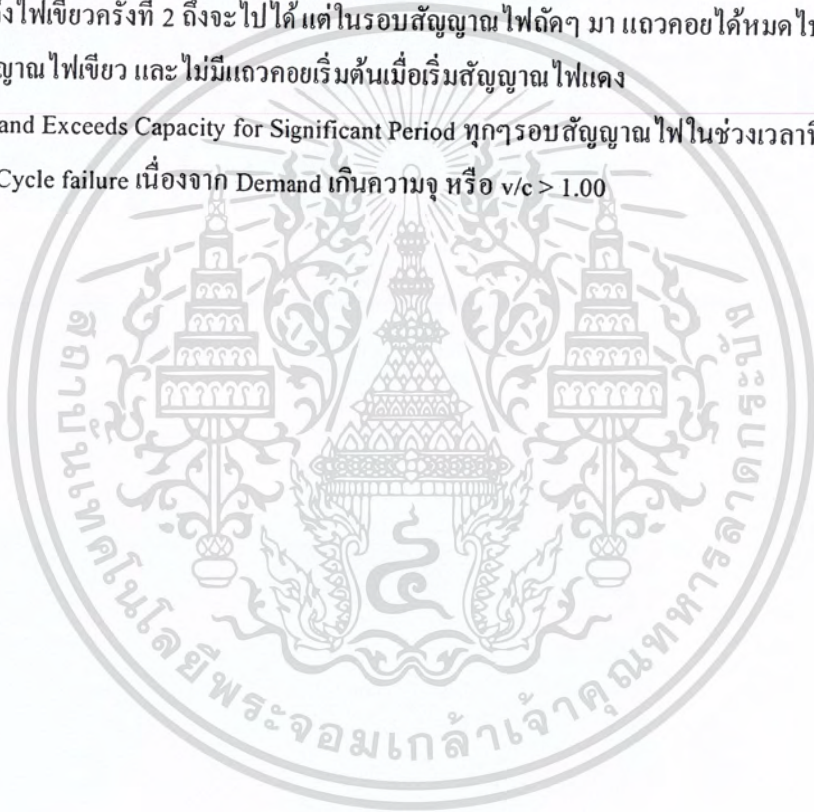 ไฟเขียวครั้งที่ 2 ถึงจะไปได้ แต่ในรอบสัญญาณไฟถัดๆ มา แถวคอยได้หมดไป
ญาณไฟเขียว และไม่มีแถวคอยเริ่มต้นเมื่อเริ่มสัญญาณไฟแดง
and Exceeds Capacity for Significant Period ทุกๆรอบสัญญาณไฟในช่วงเวลา
Cycle failure เนื่องจาก Demand เกินความจุ หรือ v/c > 1.00
สถาบันเทคโนโลยีพระจอมเกล้าเจ้าคุณทหารลาดกระบัง